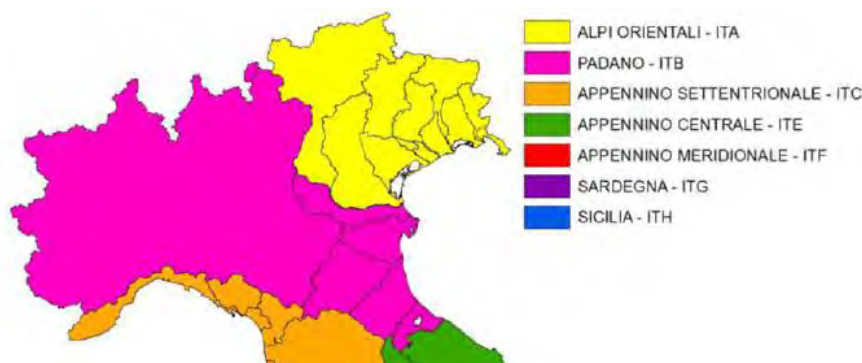 ALPI ORIENTALI - ITA
PADANO - ITB
APPENNINO SETTENTRIONALE - ITC
APPENNINO CENTRALE - ITE
APPENNINO MERIDIONALE - ITF
SARDEGNA - ITG
SICILIA - ITH